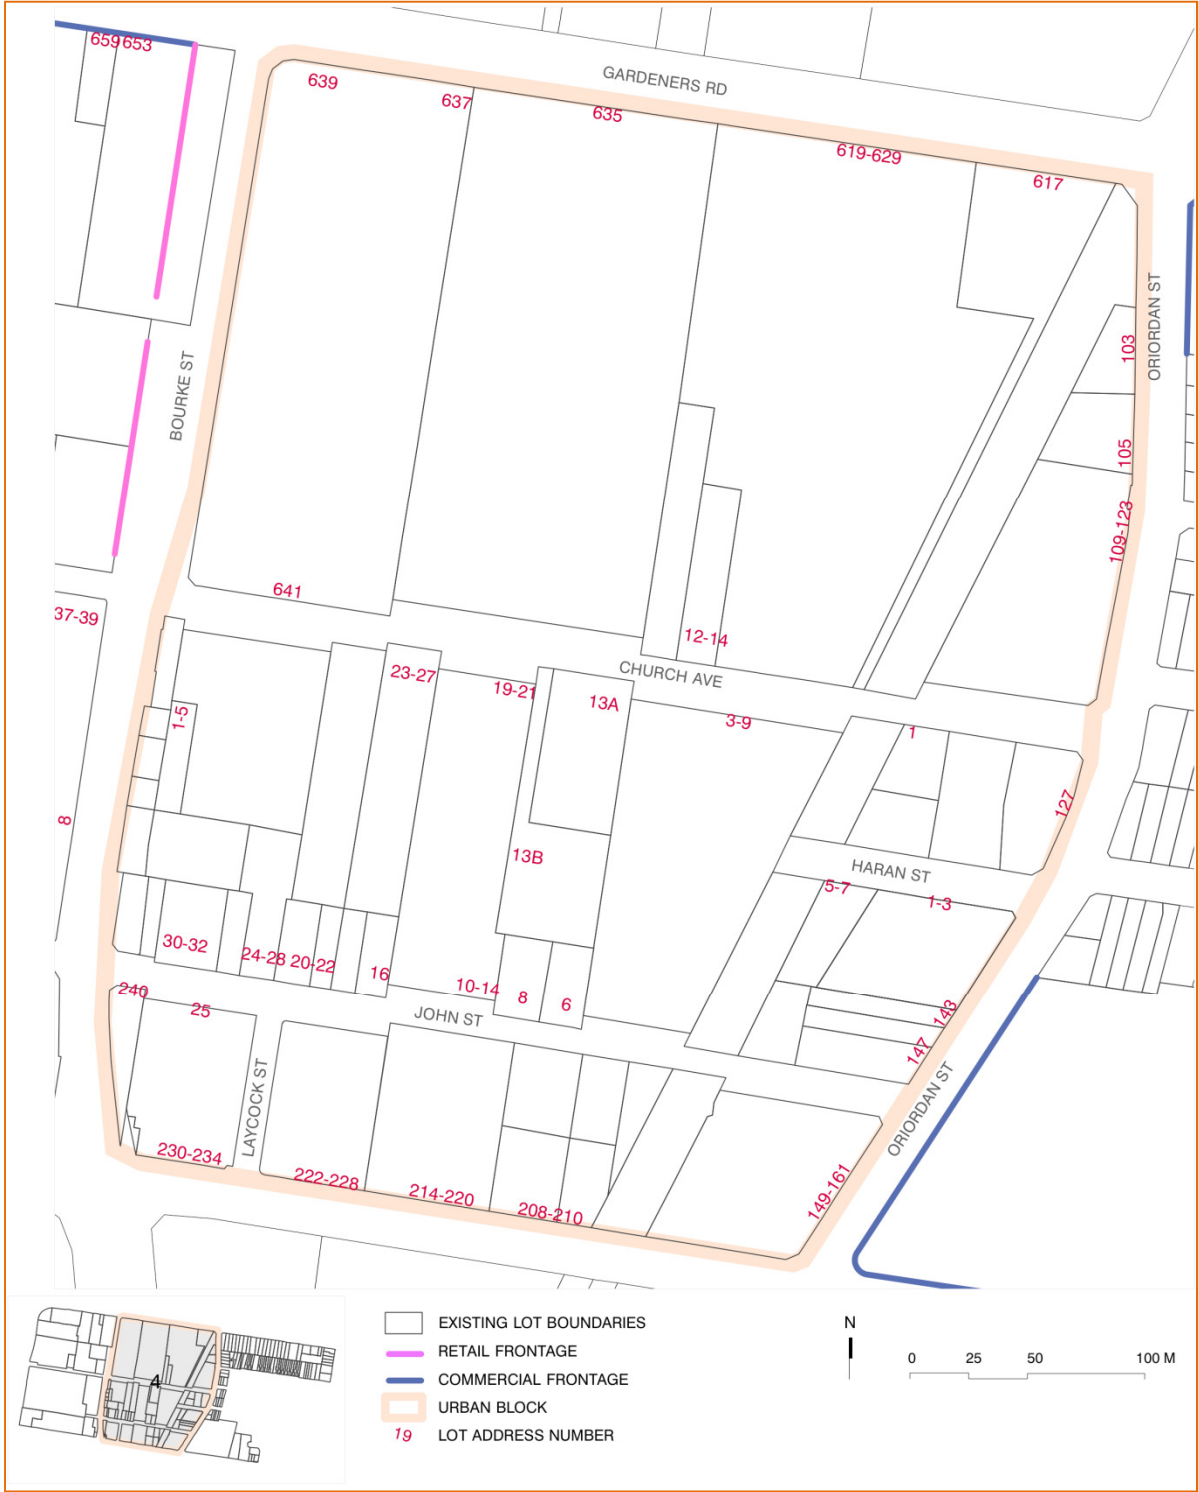 659 653
639
GARDENERS RD
637
635
619-629
617
ORIORDAN ST
103
BOURKE ST
105
109-123
641
37-39
12-14
CHURCH AVE
23-27
19-21
13A
3-9
1
1-5
127
8
13B
HARAN ST
5-7
1-3
30-32
24-28
20-22
16
10-14
8
6
240
25
JOHN ST
143
147
LAYCOCK ST
ORIORDAN ST
230-234
222-228
214-220
208-210
149-161
4
EXISTING LOT BOUNDARIES
RETAIL FRONTAGE
COMMERCIAL FRONTAGE
URBAN BLOCK
19 LOT ADDRESS NUMBER
N
0 25 50 100 M